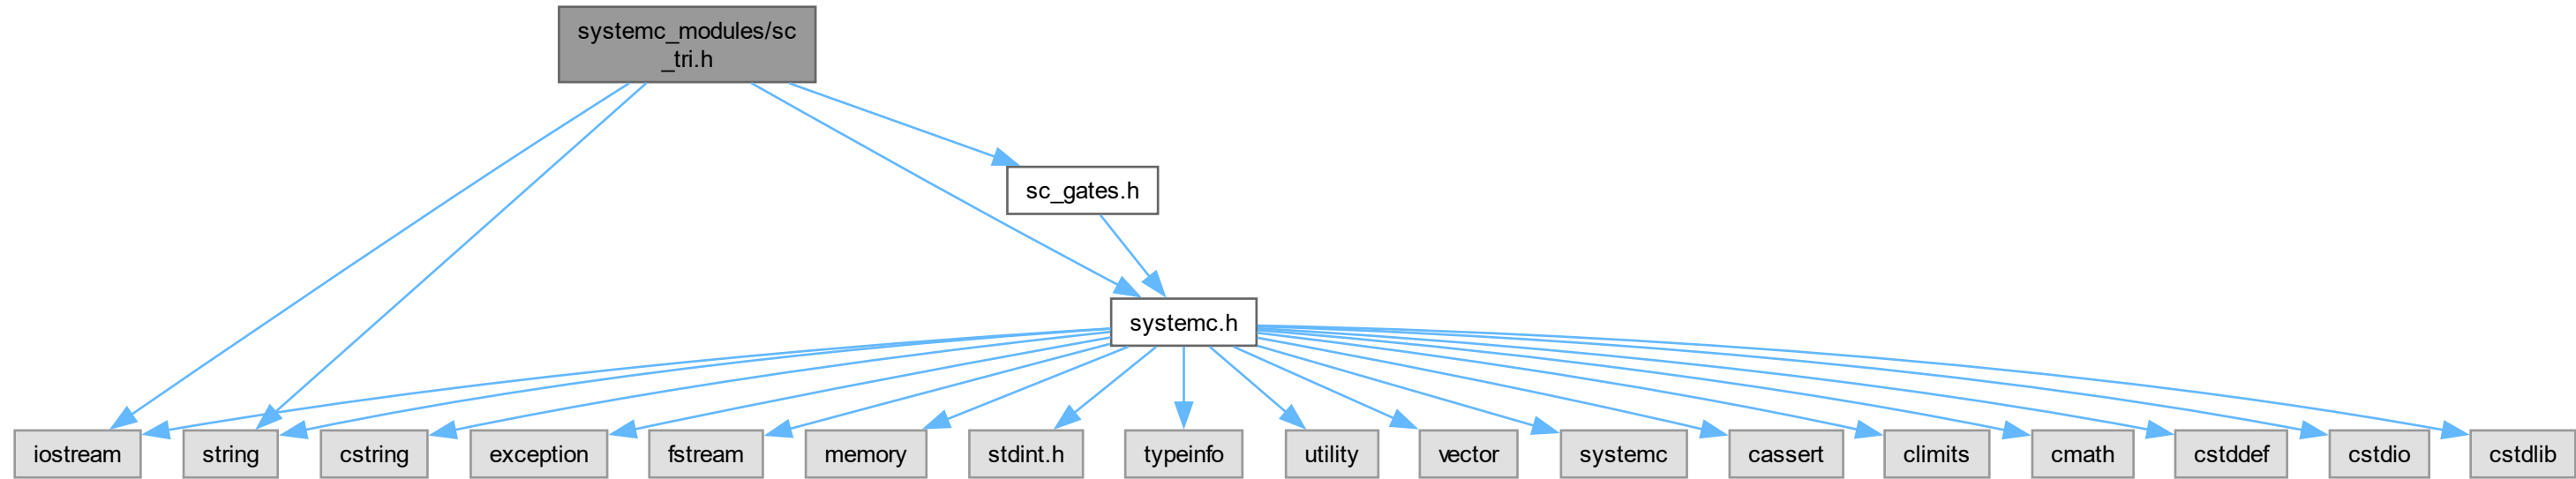 systemc_modules/sc
_tri.h
sc_gates.h
systemc.h
iostream
string
cstring
exception
fstream
memory
stdint.h
typeinfo
utility
vector
systemc
cassert
climits
cmath
cstddef
cstdio
cstdlib